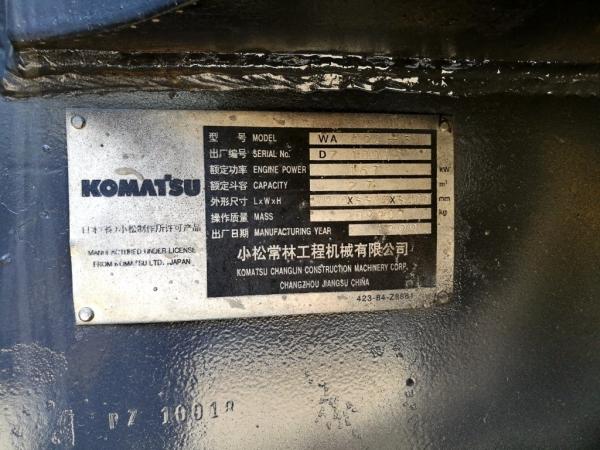 KOMATSU
日本(株)小松制作所许可产品
MANUFACTURED UNDER LICENSE
FROM KOMATSU LTD. JAPAN
型 号 MODEL WA
出厂编号 SERIAL No. D
额定功率 ENGINE POWER kW
额定斗容 CAPACITY m³
外形尺寸 L×W×H X X mm
操作质量 MASS kg
出厂日期 MANUFACTURING YEAR
小松常林工程机械有限公司
KOMATSU CHANGLIN CONSTRUCTION MACHINERY CORP.
CHANGZHOU JIANGSU CHINA
423-84-Z8881